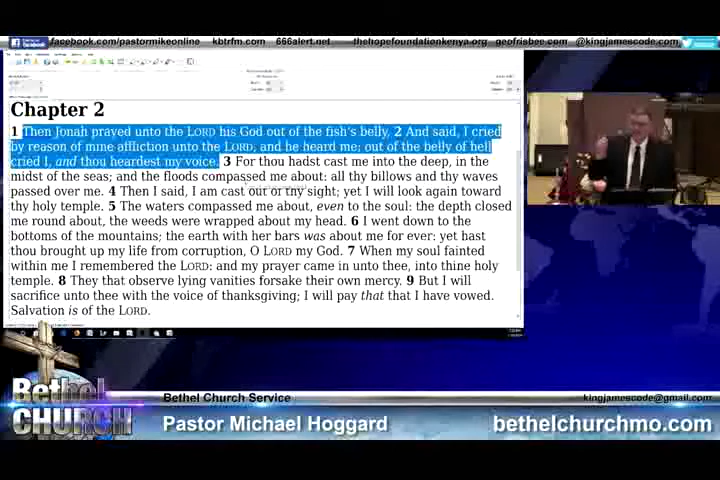 facebook.com/pastormikeonline kbtrfm.com 666alert.net thehopefoundationkenya.org geofrisbee.com @kingjamescode
Chapter 2
1 Then Jonah prayed unto the LORD his God out of the fish's belly, 2 And said, I cried
by reason of mine affliction unto the LORD, and he heard me; out of the belly of hell
cried I, and thou heardest my voice. 3 For thou hadst cast me into the deep, in the
midst of the seas; and the floods compassed me about: all thy billows and thy waves
passed over me. 4 Then I said, I am cast out of thy sight; yet I will look again toward
thy holy temple. 5 The waters compassed me about, even to the soul: the depth closed
me round about, the weeds were wrapped about my head. 6 I went down to the
bottoms of the mountains; the earth with her bars was about me for ever: yet hast
thou brought up my life from corruption, O LORD my God. 7 When my soul fainted
within me I remembered the LORD: and my prayer came in unto thee, into thine holy
temple. 8 They that observe lying vanities forsake their own mercy. 9 But I will
sacrifice unto thee with the voice of thanksgiving; I will pay that that I have vowed.
Salvation is of the LORD.
Bethel
CHURCH
Bethel Church Service kingjamescode@gmail.com
Pastor Michael Hoggard bethelchurchmo.com